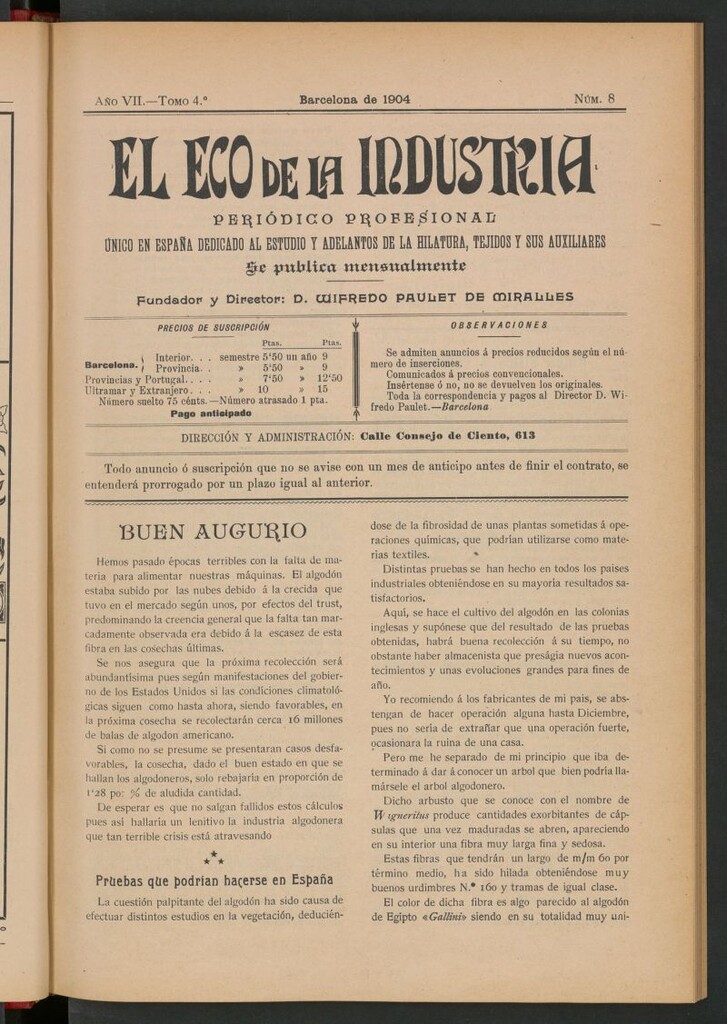 AÑO VII.—TOMO 4.º Barcelona de 1904 NÚM. 8
EL ECO DE LA INDUSTRIA
PERIÓDICO PROFESIONAL
ÚNICO EN ESPAÑA DEDICADO AL ESTUDIO Y ADELANTOS DE LA HILATURA, TEJIDOS Y SUS AUXILIARES
Se publica mensualmente
Fundador y Director: D. WIFREDO PAULET DE MIRALLES
PRECIOS DE SUSCRIPCIÓN
Ptas. Ptas.
Barcelona. Interior. . . semestre 5'50 un año 9
Provincia. . » 5'50 » 9
Provincias y Portugal. . . . » 7'50 » 12'50
Ultramar y Extranjero. . . . » 10 » 15
Número suelto 75 cénts.—Número atrasado 1 pta.
Pago anticipado
OBSERVACIONES
Se admiten anuncios á precios reducidos según el nú-
mero de inserciones.
Comunicados á precios convencionales.
Insértense ó no, no se devuelven los originales.
Toda la correspondencia y pagos al Director D. Wi-
fredo Paulet.—Barcelona
DIRECCIÓN Y ADMINISTRACIÓN: Calle Consejo de Ciento, 613
Todo anuncio ó suscripción que no se avise con un mes de anticipo antes de finir el contrato, se
entenderá prorrogado por un plazo igual al anterior.
BUEN AUGURIO
Hemos pasado épocas terribles con la falta de ma-
teria para alimentar nuestras máquinas. El algodón
estaba subido por las nubes debido á la crecida que
tuvo en el mercado según unos, por efectos del trust,
predominando la creencia general que la falta tan mar-
cadamente observada era debido á la escasez de esta
fibra en las cosechas últimas.
Se nos asegura que la próxima recolección será
abundantísima pues según manifestaciones del gobier-
no de los Estados Unidos si las condiciones climatoló-
gicas siguen como hasta ahora, siendo favorables, en
la próxima cosecha se recolectarán cerca 16 millones
de balas de algodon americano.
Si como no se presume se presentaran casos desfa-
vorables, la cosecha, dado el buen estado en que se
hallan los algodoneros, solo rebajaria en proporción de
1'28 po: % de aludida cantidad.
De esperar es que no salgan fallidos estos cálculos
pues así hallaría un lenitivo la industria algodonera
que tan terrible crisis está atravesando
Pruebas que podrían hacerse en España
La cuestión palpitante del algodón ha sido causa de
efectuar distintos estudios en la vegetación, deducién-
dose de la fibrosidad de unas plantas sometidas á ope-
raciones químicas, que podrian utilizarse como mate-
rias textiles.
Distintas pruebas se han hecho en todos los paises
industriales obteniéndose en su mayoria resultados sa-
tisfactorios.
Aquí, se hace el cultivo del algodón en las colonias
inglesas y supónese que del resultado de las pruebas
obtenidas, habrá buena recolección á su tiempo, no
obstante haber almacenista que preságia nuevos acon-
tecimientos y unas evoluciones grandes para fines de
año.
Yo recomiendo á los fabricantes de mi país, se abs-
tengan de hacer operación alguna hasta Diciembre,
pues no sería de extrañar que una operación fuerte,
ocasionara la ruina de una casa.
Pero me he separado de mi principio que iba de-
terminado á dar á conocer un arbol que bien podria lla-
mársele el arbol algodonero.
Dicho arbusto que se conoce con el nombre de
Wigneritus produce cantidades exorbitantes de cáp-
sulas que una vez maduradas se abren, apareciendo
en su interior una fibra muy larga fina y sedosa.
Estas fibras que tendrán un largo de m/m 60 por
término medio, ha sido hilada obteniéndose muy
buenos urdimbres N.º 160 y tramas de igual clase.
El color de dicha fibra es algo parecido al algodón
de Egipto «Gallini» siendo en su totalidad muy uni-